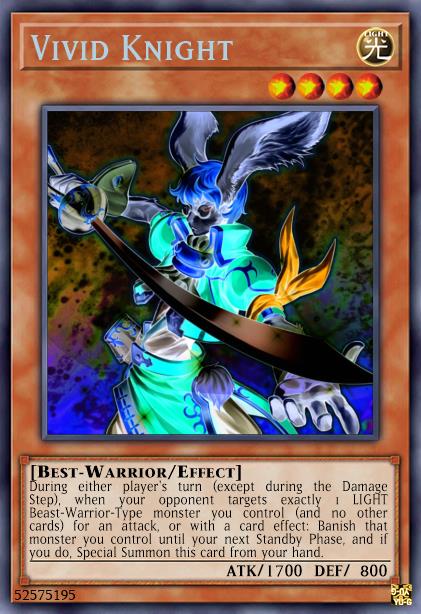 Vivid Knight
LIGHT
光
[Best-Warrior/Effect]
During either player's turn (except during the Damage
Step), when your opponent targets exactly 1 LIGHT
Beast-Warrior-Type monster you control (and no other
cards) for an attack, or with a card effect: Banish that
monster you control until your next Standby Phase, and if
you do, Special Summon this card from your hand.
ATK/1700 DEF/ 800
52575195